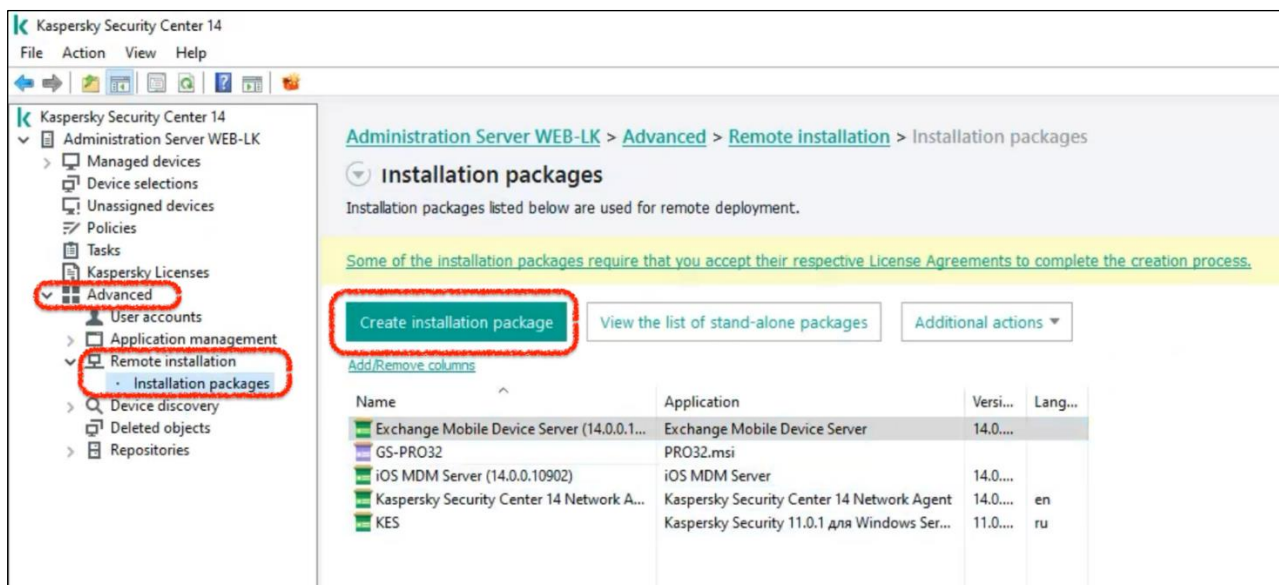 Kaspersky Security Center 14
File Action View Help
Kaspersky Security Center 14
Administration Server WEB-LK
Managed devices
Device selections
Unassigned devices
Policies
Tasks
Kaspersky Licenses
Advanced
User accounts
Application management
Remote installation
Installation packages
Device discovery
Deleted objects
Repositories
Administration Server WEB-LK > Advanced > Remote installation > Installation packages
Installation packages
Installation packages listed below are used for remote deployment.
Some of the installation packages require that you accept their respective License Agreements to complete the creation process.
Create installation package View the list of stand-alone packages Additional actions
Add/Remove columns
Name Application Versi... Lang...
Exchange Mobile Device Server (14.0.0.1... Exchange Mobile Device Server 14.0....
GS-PRO32 PRO32.msi
iOS MDM Server (14.0.0.10902) iOS MDM Server 14.0....
Kaspersky Security Center 14 Network A... Kaspersky Security Center 14 Network Agent 14.0.... en
KES Kaspersky Security 11.0.1 для Windows Ser... 11.0.... ru